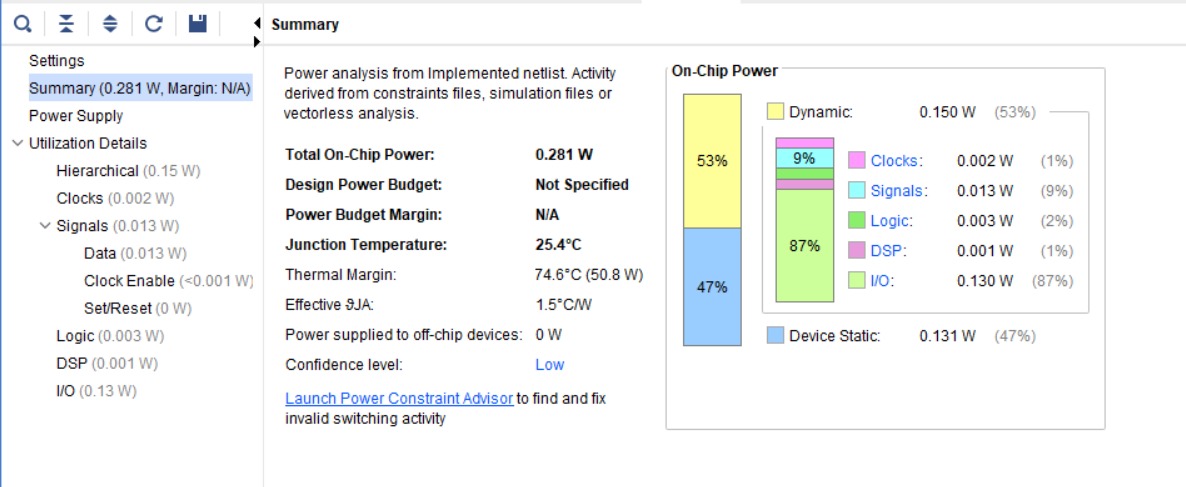 Summary
Settings
Summary (0.281 W, Margin: N/A)
Power Supply
Utilization Details
Hierarchical (0.15 W)
Clocks (0.002 W)
Signals (0.013 W)
Data (0.013 W)
Clock Enable (<0.001 W)
Set/Reset (0 W)
Logic (0.003 W)
DSP (0.001 W)
I/O (0.13 W)
Power analysis from Implemented netlist. Activity
derived from constraints files, simulation files or
vectorless analysis.
Total On-Chip Power: 0.281 W
Design Power Budget: Not Specified
Power Budget Margin: N/A
Junction Temperature: 25.4°C
Thermal Margin: 74.6°C (50.8 W)
Effective ϑJA: 1.5°C/W
Power supplied to off-chip devices: 0 W
Confidence level: Low
Launch Power Constraint Advisor to find and fix
invalid switching activity
On-Chip Power
53%
47%
Dynamic: 0.150 W (53%)
9%
87%
Clocks: 0.002 W (1%)
Signals: 0.013 W (9%)
Logic: 0.003 W (2%)
DSP: 0.001 W (1%)
I/O: 0.130 W (87%)
Device Static: 0.131 W (47%)